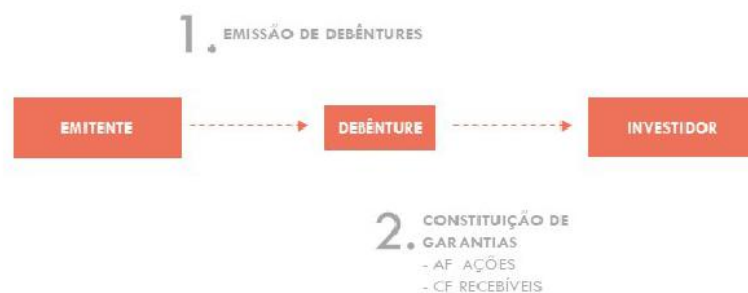 1. EMISSÃO DE DEBÊNTURES
EMITENTE
DEBÊNTURE
INVESTIDOR
2. CONSTITUIÇÃO DE
GARANTIAS
- AF AÇÕES
- CF RECEBÍVEIS